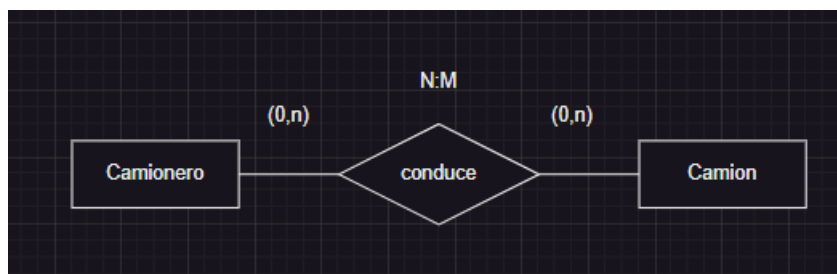 N:M
(0,n)
(0,n)
Camionero
conduce
Camion